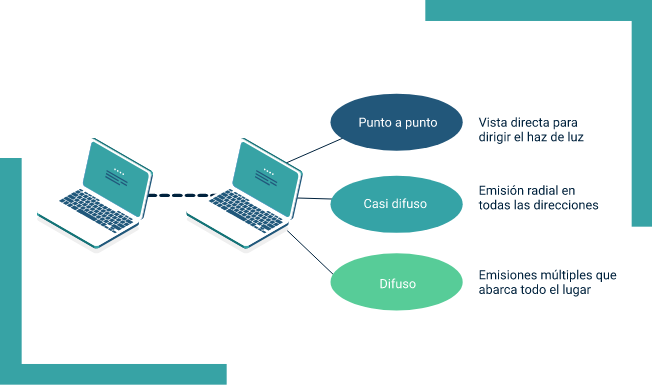 Punto a punto
Vista directa para
dirigir el haz de luz
Casi difuso
Emisión radial en
todas las direcciones
Difuso
Emisiones múltiples que
abarca todo el lugar